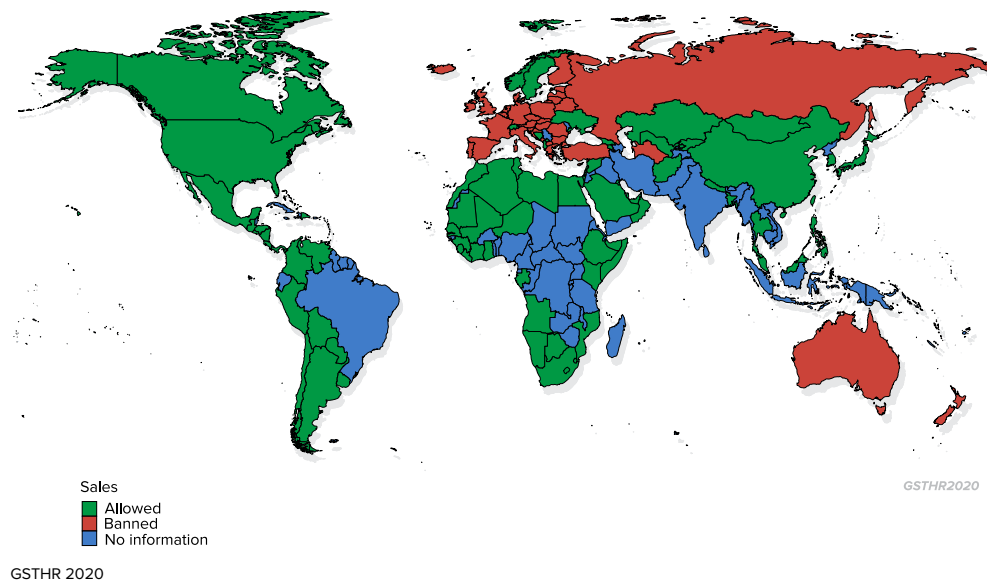 Sales
Allowed
Banned
No information
GSTHR2020
GSTHR 2020